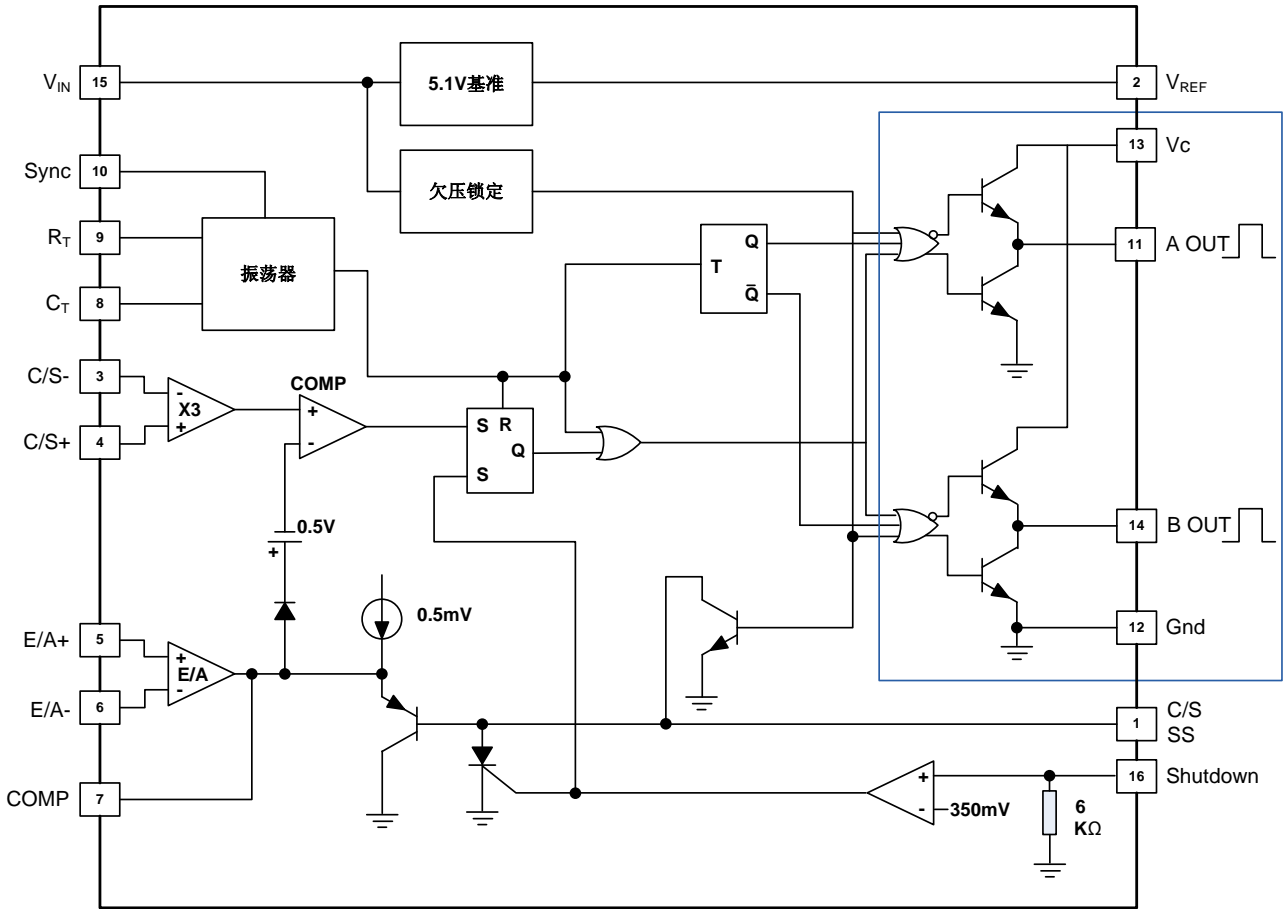 V_IN 15
5.1V基准
2 V_REF
13 Vc
Sync 10
欠压锁定
R_T 9
振荡器
C_T 8
T Q
Q̄
11 A OUT
C/S- 3
-
X3
+
C/S+ 4
COMP
+
-
S R
Q
S
0.5V
+
14 B OUT
0.5mV
E/A+ 5
+
E/A
-
E/A- 6
12 Gnd
1 C/S
SS
16 Shutdown
COMP 7
+
- 350mV
6
KΩ